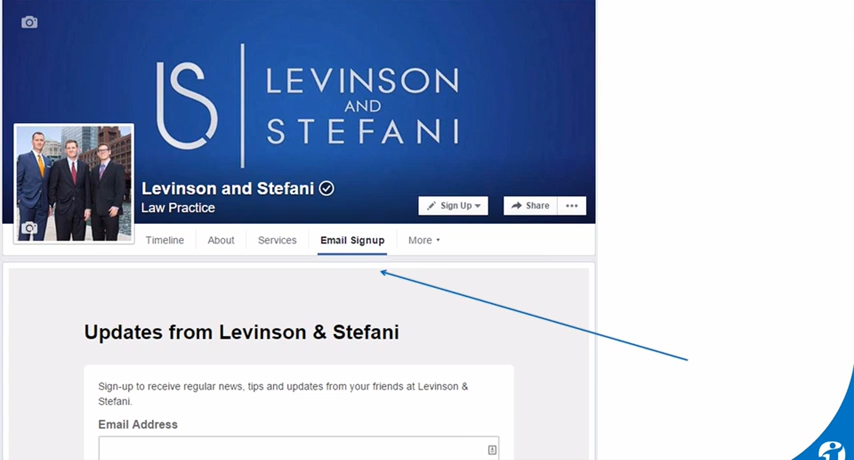 LS
LEVINSON
AND
STEFANI
Levinson and Stefani
Law Practice
Sign Up
Share
Timeline
About
Services
Email Signup
More
Updates from Levinson & Stefani
Sign-up to receive regular news, tips and updates from your friends at Levinson &
Stefani.
Email Address